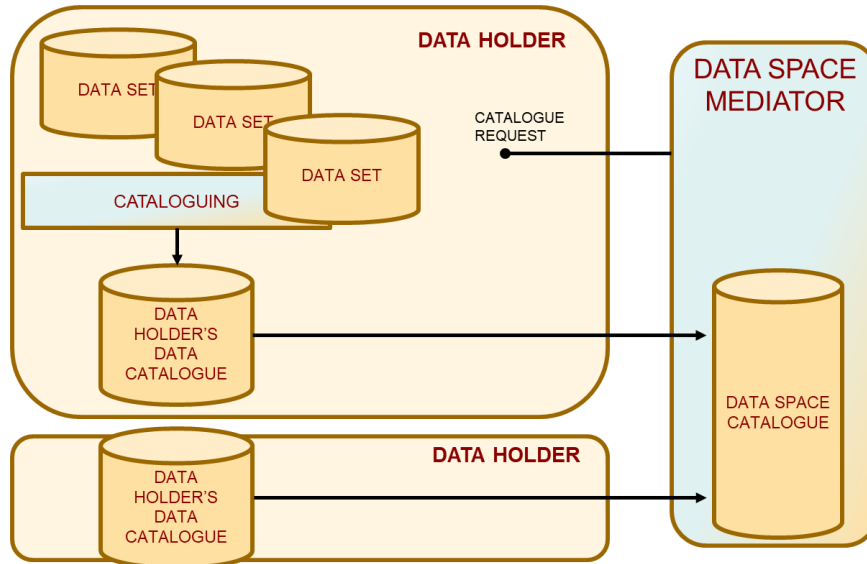 DATA HOLDER
DATA SET
DATA SET
DATA SET
CATALOGUING
CATALOGUE
REQUEST
DATA
HOLDER'S
DATA
CATALOGUE
DATA SPACE
MEDIATOR
DATA SPACE
CATALOGUE
DATA HOLDER
DATA
HOLDER'S
DATA
CATALOGUE